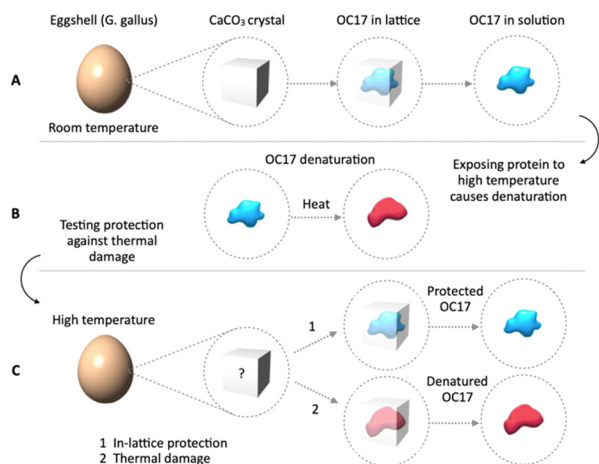 Eggshell (G. gallus)
CaCO₃ crystal
OC17 in lattice
OC17 in solution
A
Room temperature
OC17 denaturation
Exposing protein to
high temperature
causes denaturation
B
Heat
Testing protection
against thermal
damage
High temperature
C
?
1
Protected
OC17
2
Denatured
OC17
1 In-lattice protection
2 Thermal damage